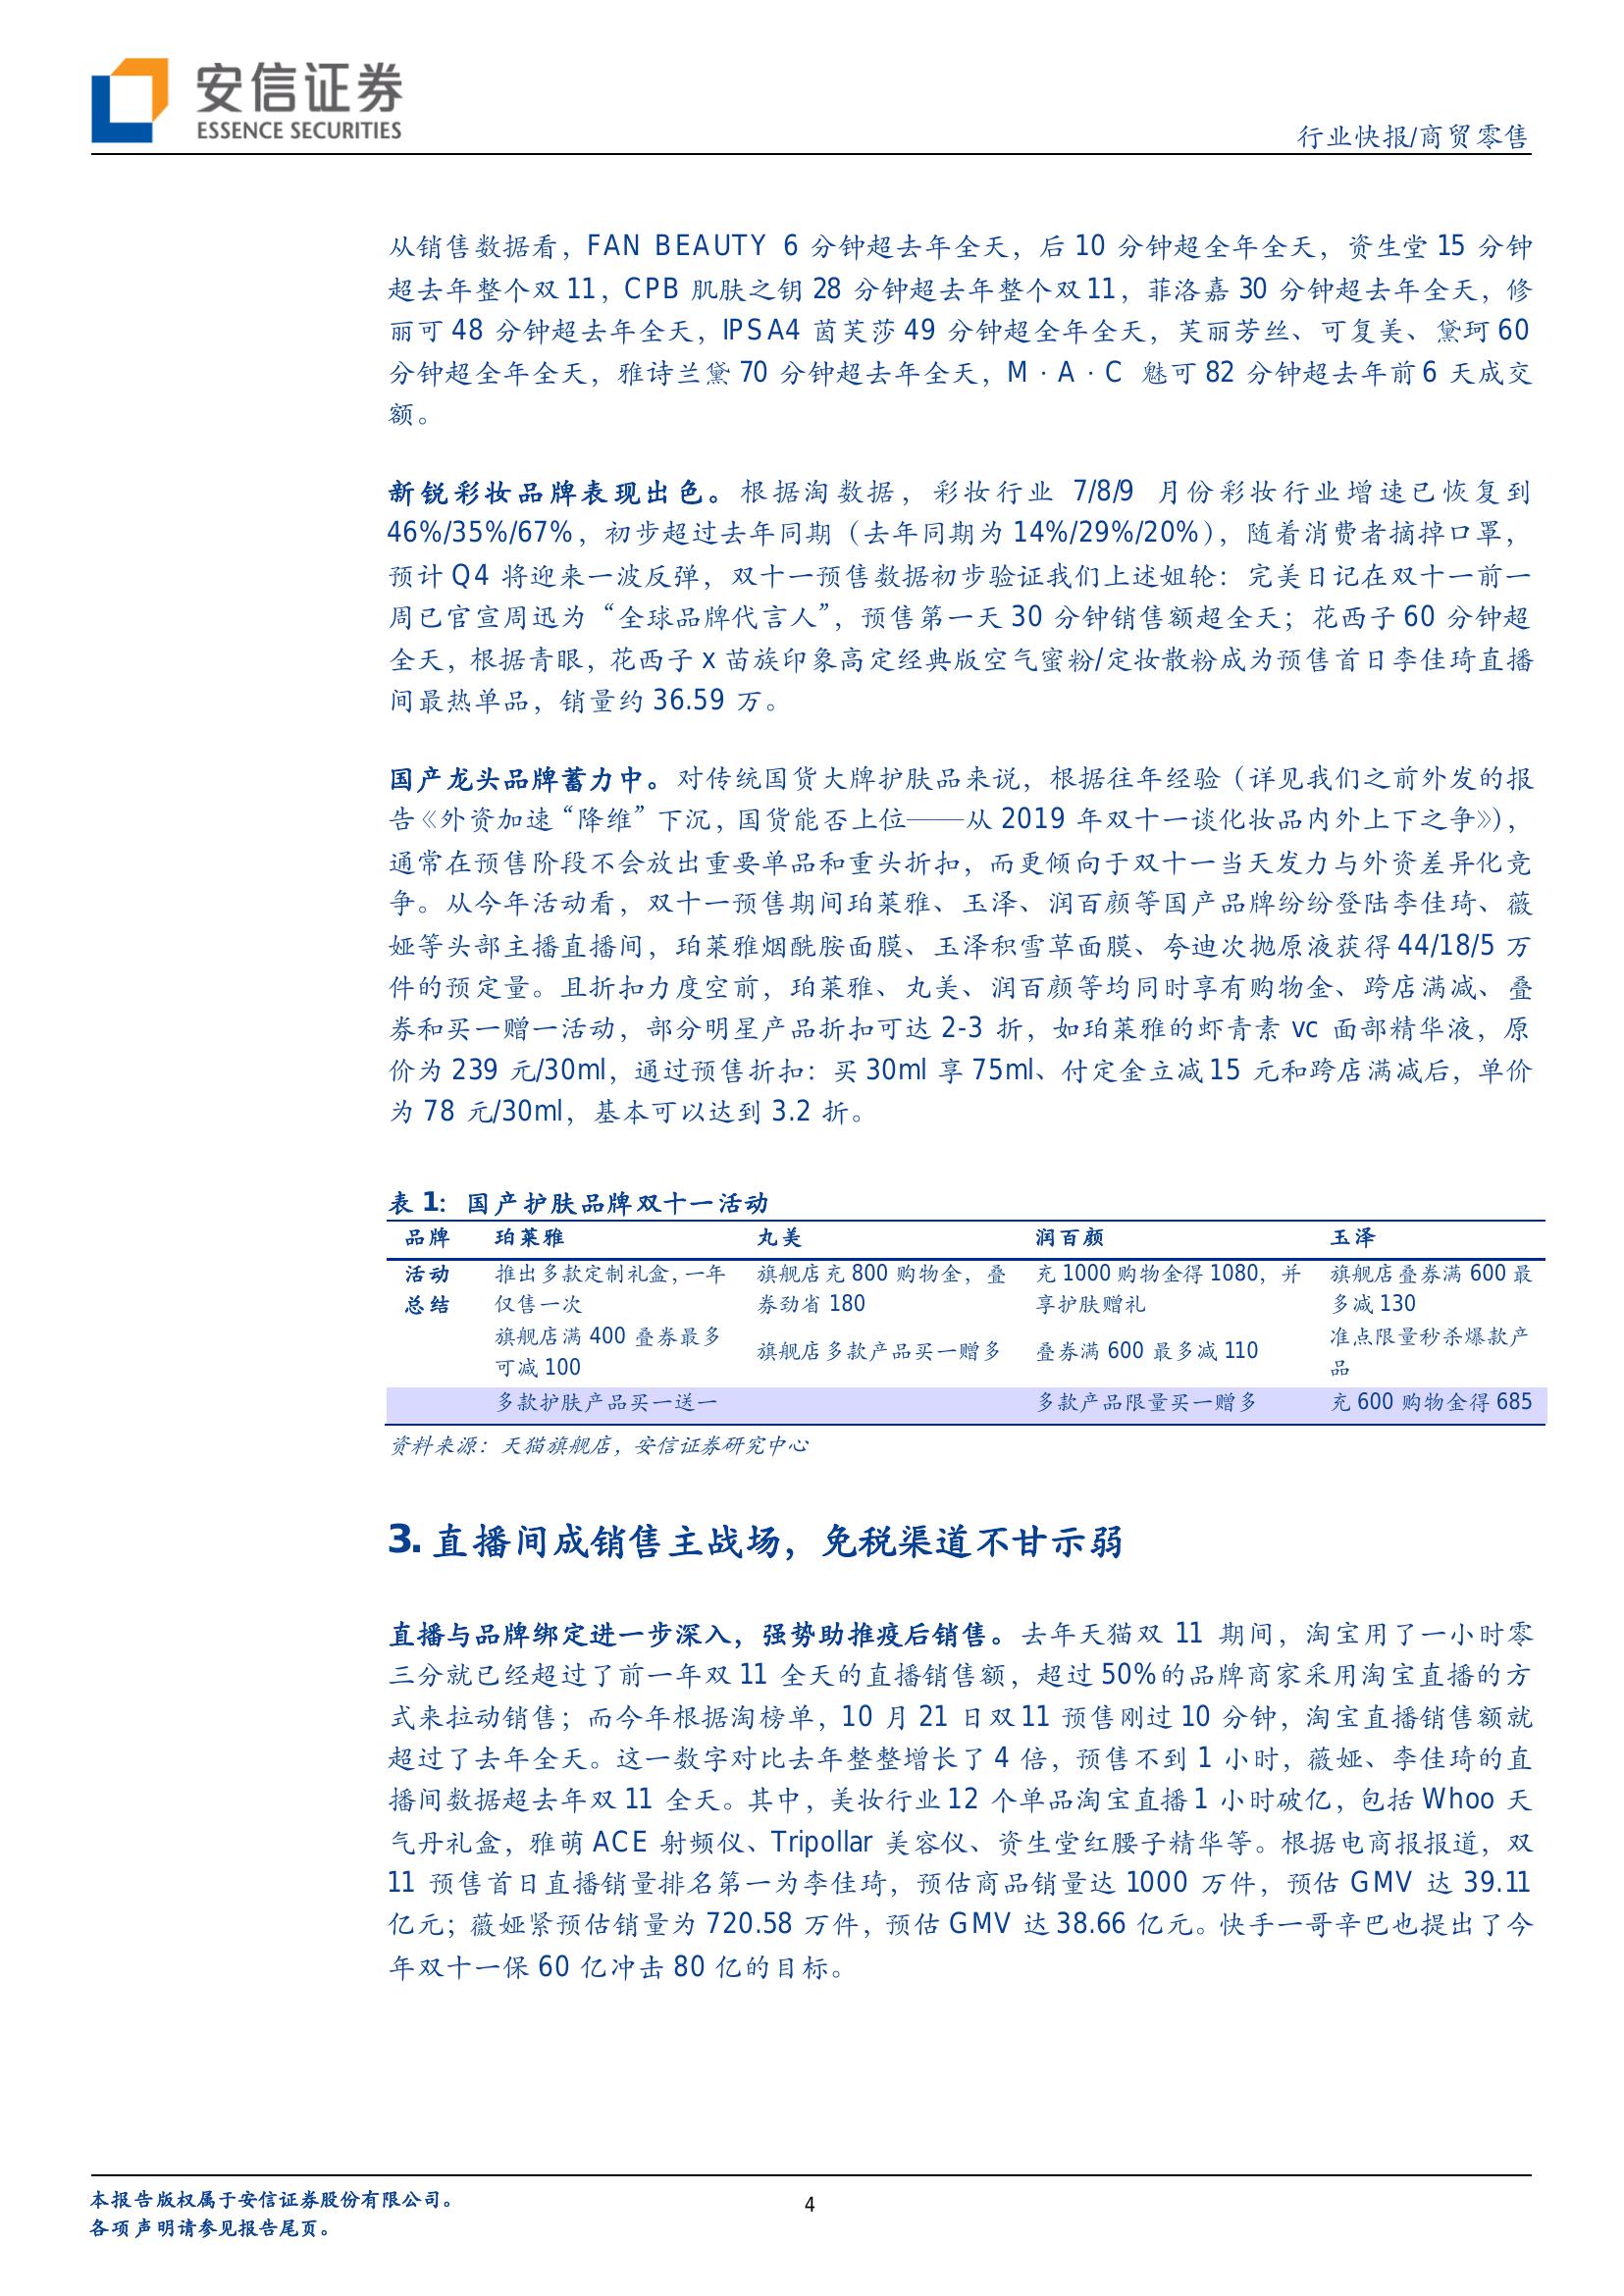 安信证券
ESSENCE SECURITIES
行业快报/商贸零售
从销售数据看，FAN BEAUTY 6 分钟超去年全天，后 10 分钟超全年全天，资生堂 15 分钟
超去年整个双 11，CPB 肌肤之钥 28 分钟超去年整个双 11，菲洛嘉 30 分钟超去年全天，修
丽可 48 分钟超去年全天，IPSA4 茵芙莎 49 分钟超全年全天，芙丽芳丝、可复美、黛珂 60
分钟超全年全天，雅诗兰黛 70 分钟超去年全天，M · A · C 魅可 82 分钟超去年前 6 天成交
额。
新锐彩妆品牌表现出色。根据淘数据，彩妆行业 7/8/9 月份彩妆行业增速已恢复到
46%/35%/67%，初步超过去年同期（去年同期为 14%/29%/20%），随着消费者摘掉口罩，
预计 Q4 将迎来一波反弹，双十一预售数据初步验证我们上述姐轮：完美日记在双十一前一
周已官宣周迅为“全球品牌代言人”，预售第一天 30 分钟销售额超全天；花西子 60 分钟超
全天，根据青眼，花西子 x 苗族印象高定经典版空气蜜粉/定妆散粉成为预售首日李佳琦直播
间最热单品，销量约 36.59 万。
国产龙头品牌蓄力中。对传统国货大牌护肤品来说，根据往年经验（详见我们之前外发的报
告《外资加速“降维”下沉，国货能否上位——从 2019 年双十一谈化妆品内外上下之争》），
通常在预售阶段不会放出重要单品和重头折扣，而更倾向于双十一当天发力与外资差异化竞
争。从今年活动看，双十一预售期间珀莱雅、玉泽、润百颜等国产品牌纷纷登陆李佳琦、薇
娅等头部主播直播间，珀莱雅烟酰胺面膜、玉泽积雪草面膜、夸迪次抛原液获得 44/18/5 万
件的预定量。且折扣力度空前，珀莱雅、丸美、润百颜等均同时享有购物金、跨店满减、叠
券和买一赠一活动，部分明星产品折扣可达 2-3 折，如珀莱雅的虾青素 vc 面部精华液，原
价为 239 元/30ml，通过预售折扣：买 30ml 享 75ml、付定金立减 15 元和跨店满减后，单价
为 78 元/30ml，基本可以达到 3.2 折。
表 1：国产护肤品牌双十一活动
品牌 珀莱雅 丸美 润百颜 玉泽
活动 推出多款定制礼盒，一年 旗舰店充 800 购物金，叠 充 1000 购物金得 1080，并 旗舰店叠券满 600 最
总结 仅售一次 券劲省 180 享护肤赠礼 多减 130
旗舰店满 400 叠券最多 旗舰店多款产品买一赠多 叠券满 600 最多减 110 准点限量秒杀爆款产
可减 100 品
多款护肤产品买一送一 多款产品限量买一赠多 充 600 购物金得 685
资料来源：天猫旗舰店，安信证券研究中心
3. 直播间成销售主战场，免税渠道不甘示弱
直播与品牌绑定进一步深入，强势助推疫后销售。去年天猫双 11 期间，淘宝用了一小时零
三分就已经超过了前一年双 11 全天的直播销售额，超过 50%的品牌商家采用淘宝直播的方
式来拉动销售；而今年根据淘榜单，10 月 21 日双 11 预售刚过 10 分钟，淘宝直播销售额就
超过了去年全天。这一数字对比去年整整增长了 4 倍，预售不到 1 小时，薇娅、李佳琦的直
播间数据超去年双 11 全天。其中，美妆行业 12 个单品淘宝直播 1 小时破亿，包括 Whoo 天
气丹礼盒，雅萌 ACE 射频仪、Tripollar 美容仪、资生堂红腰子精华等。根据电商报报道，双
11 预售首日直播销量排名第一为李佳琦，预估商品销量达 1000 万件，预估 GMV 达 39.11
亿元；薇娅紧预估销量为 720.58 万件，预估 GMV 达 38.66 亿元。快手一哥辛巴也提出了今
年双十一保 60 亿冲击 80 亿的目标。
本报告版权属于安信证券股份有限公司。
4
各项声明请参见报告尾页。